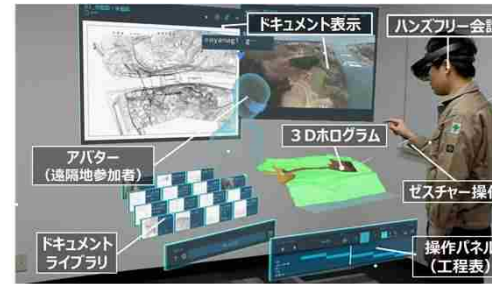 ドキュメント表示
ハンズフリー会議
ooyanagi
アバター
（遠隔地参加者）
３Dホログラム
ゼスチャー操作
ドキュメント
ライブラリ
操作パネル
（工程表）